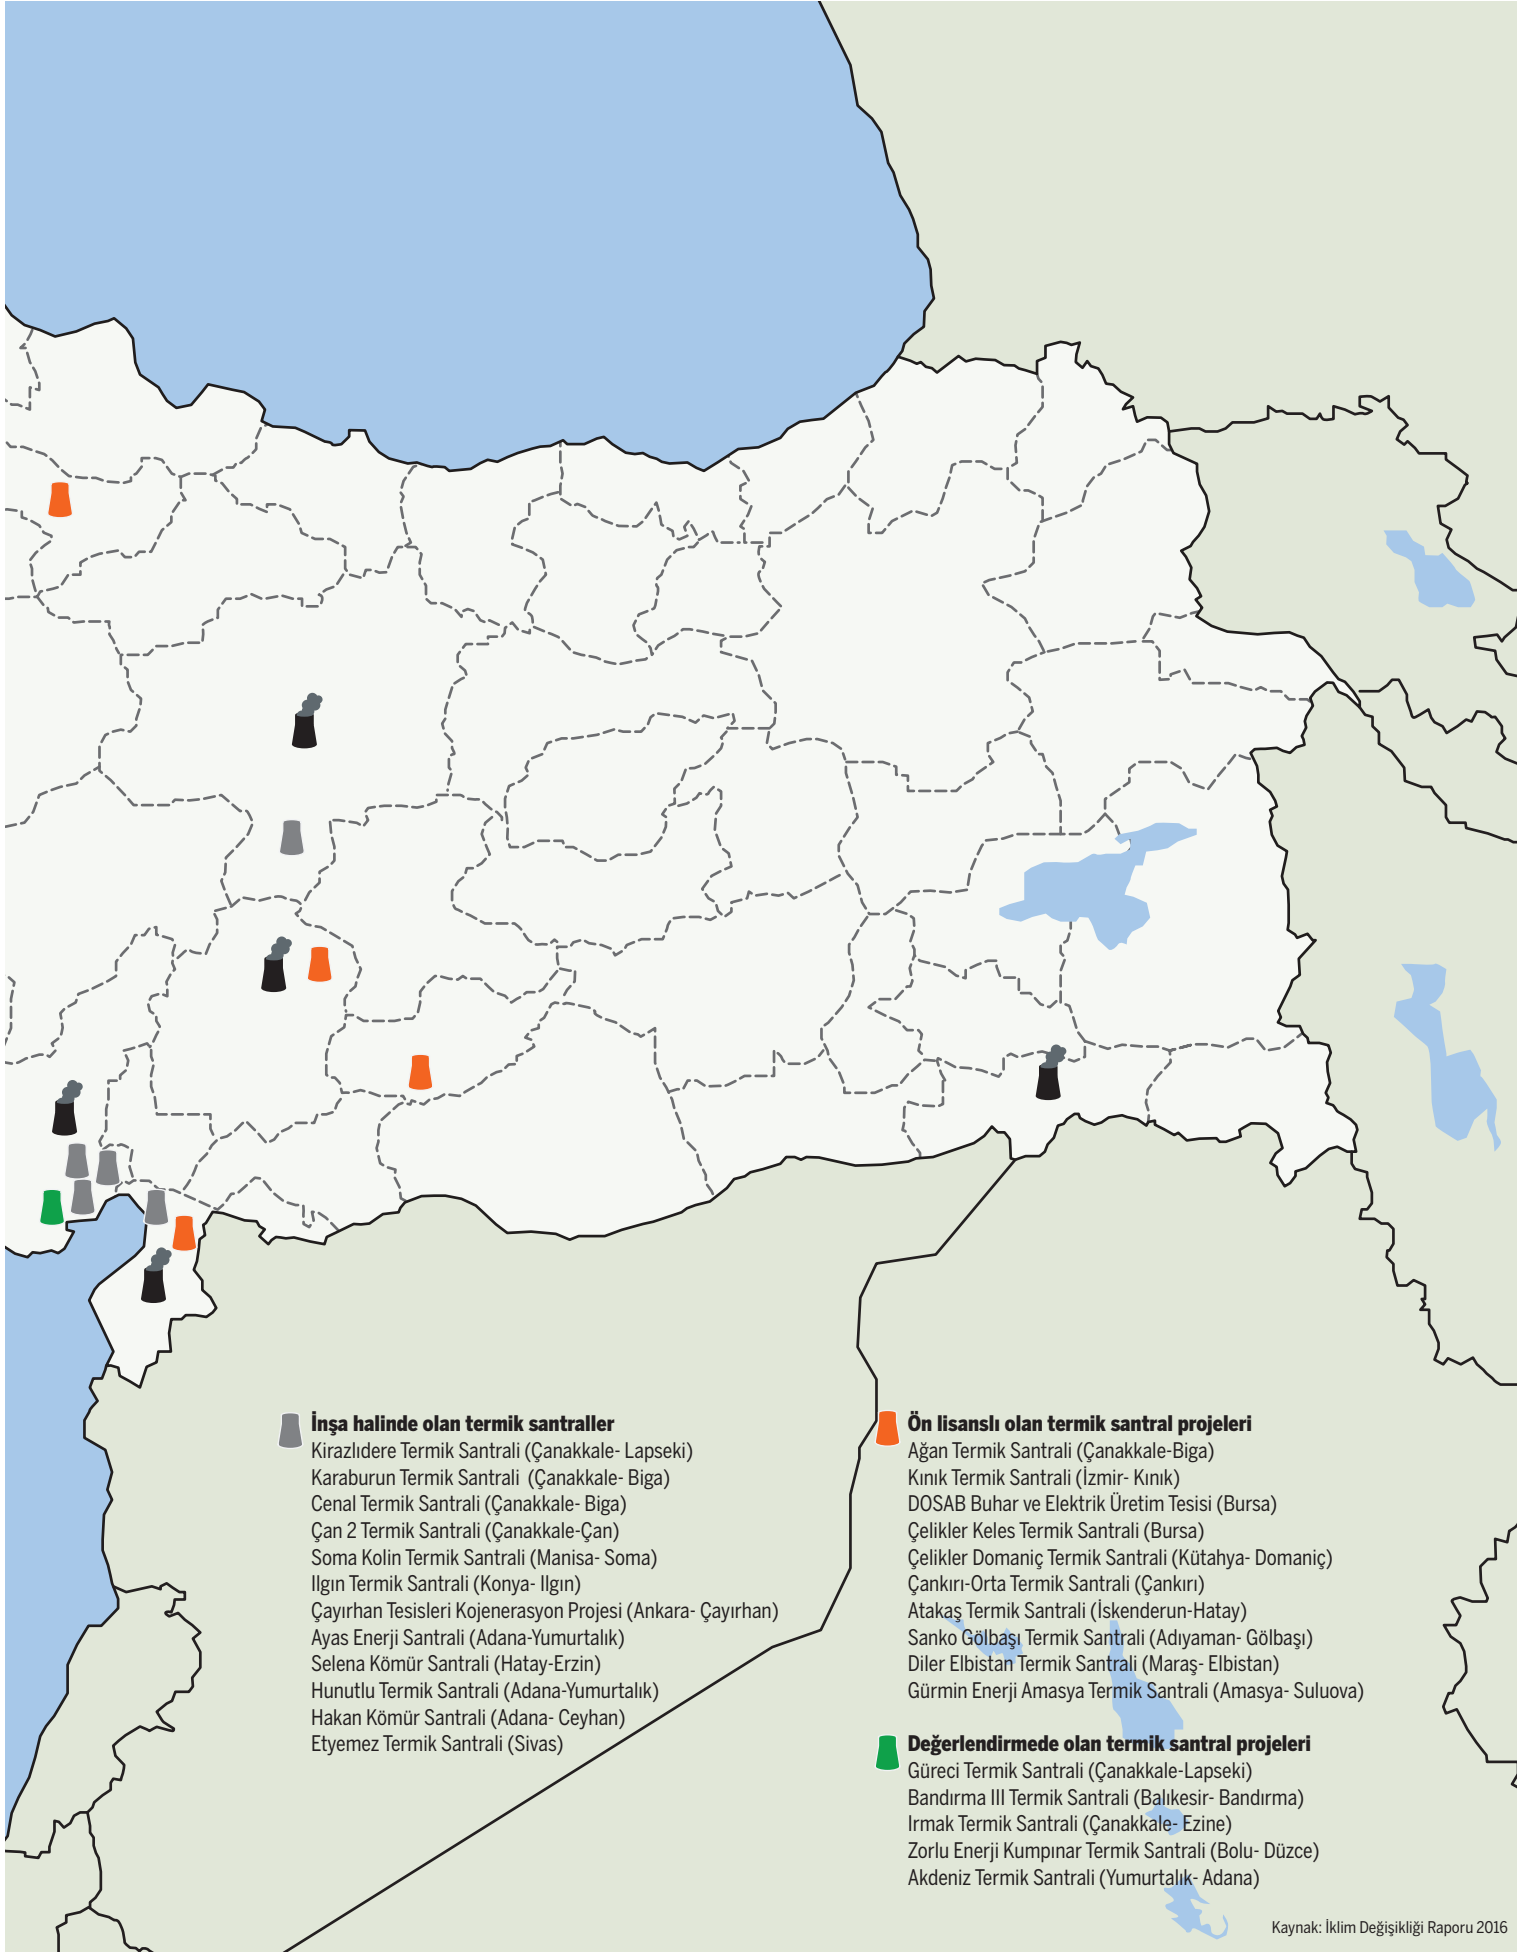 İnşa halinde olan termik santraller
Kirazlıdere Termik Santrali (Çanakkale- Lapseki)
Karaburun Termik Santrali (Çanakkale- Biga)
Cenal Termik Santrali (Çanakkale- Biga)
Çan 2 Termik Santrali (Çanakkale-Çan)
Soma Kolin Termik Santrali (Manisa- Soma)
Ilgın Termik Santrali (Konya- Ilgın)
Çayırhan Tesisleri Kojenerasyon Projesi (Ankara- Çayırhan)
Ayas Enerji Santrali (Adana-Yumurtalık)
Selena Kömür Santrali (Hatay-Erzin)
Hunutlu Termik Santrali (Adana-Yumurtalık)
Hakan Kömür Santrali (Adana- Ceyhan)
Etyemez Termik Santrali (Sivas)
Ön lisanslı olan termik santral projeleri
Ağan Termik Santrali (Çanakkale-Biga)
Kınık Termik Santrali (İzmir- Kınık)
DOSAB Buhar ve Elektrik Üretim Tesisi (Bursa)
Çelikler Keles Termik Santrali (Bursa)
Çelikler Domaniç Termik Santrali (Kütahya- Domaniç)
Çankırı-Orta Termik Santrali (Çankırı)
Atakaş Termik Santrali (İskenderun-Hatay)
Sanko Gölbaşı Termik Santrali (Adıyaman- Gölbaşı)
Diler Elbistan Termik Santrali (Maraş- Elbistan)
Gürmin Enerji Amasya Termik Santrali (Amasya- Suluova)
Değerlendirmede olan termik santral projeleri
Güreci Termik Santrali (Çanakkale-Lapseki)
Bandırma III Termik Santrali (Balıkesir- Bandırma)
Irmak Termik Santrali (Çanakkale- Ezine)
Zorlu Enerji Kumpınar Termik Santrali (Bolu- Düzce)
Akdeniz Termik Santrali (Yumurtalık- Adana)
Kaynak: İklim Değişikliği Raporu 2016